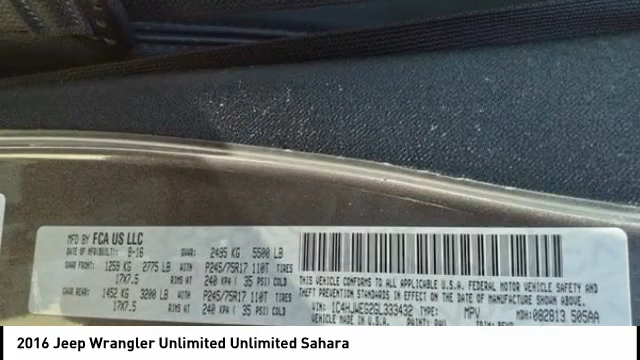 MFD BY FCA US LLC
DATE OF MFR/BUILT: 8-16 GVWR: 2495 KG 5500 LB
GAWR FRONT: 1259 KG 2775 LB WITH P245/75R17 110T TIRES
17X7.5 RIMS AT 240 KPA ( 35 PSI) COLD
GAWR REAR: 1452 KG 3200 LB WITH P245/75R17 110T TIRES
17X7.5 RIMS AT 240 KPA ( 35 PSI) COLD
THIS VEHICLE CONFORMS TO ALL APPLICABLE U.S.A. FEDERAL MOTOR VEHICLE SAFETY AND
THEFT PREVENTION STANDARDS IN EFFECT ON THE DATE OF MANUFACTURE SHOWN ABOVE.
VIN: 1C4HJWEG2GL333432 TYPE: MPV MDH: 082813 505AA
VEHICLE MADE IN U.S.A. PAINT:
2016 Jeep Wrangler Unlimited Unlimited Sahara